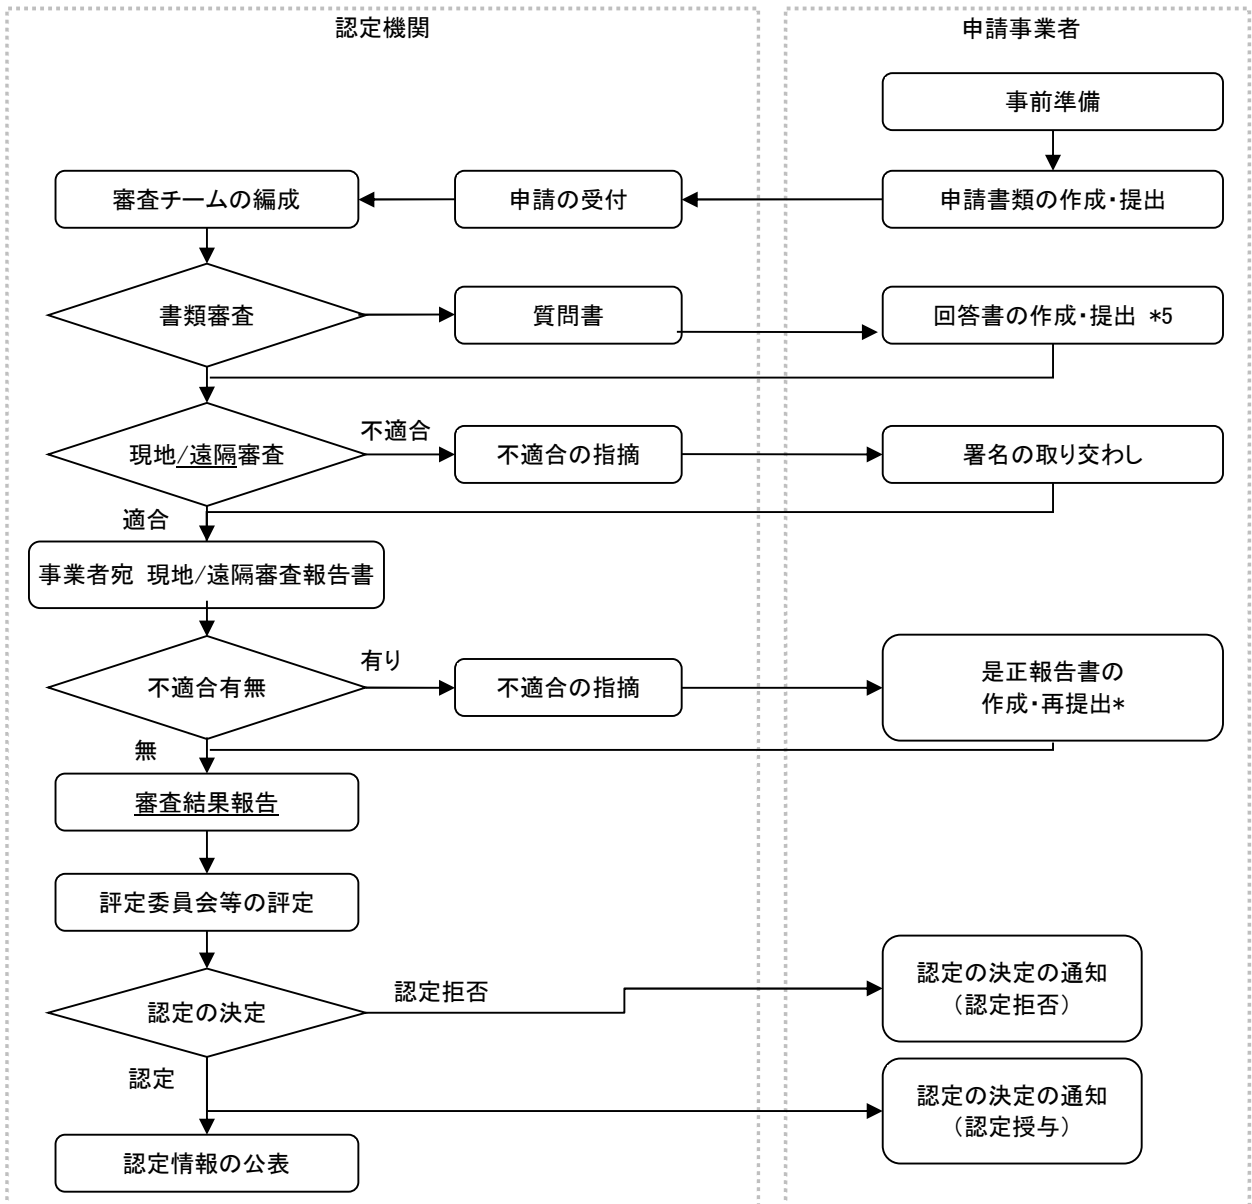 認定機関
申請事業者
事前準備
審査チームの編成
申請の受付
申請書類の作成・提出
書類審査
質問書
回答書の作成・提出 *5
現地/遠隔審査
不適合
不適合の指摘
署名の取り交わし
適合
事業者宛 現地/遠隔審査報告書
不適合有無
有り
不適合の指摘
是正報告書の
作成・再提出*
無
審査結果報告
評定委員会等の評定
認定の決定
認定拒否
認定の決定の通知
（認定拒否）
認定
認定の決定の通知
（認定授与）
認定情報の公表